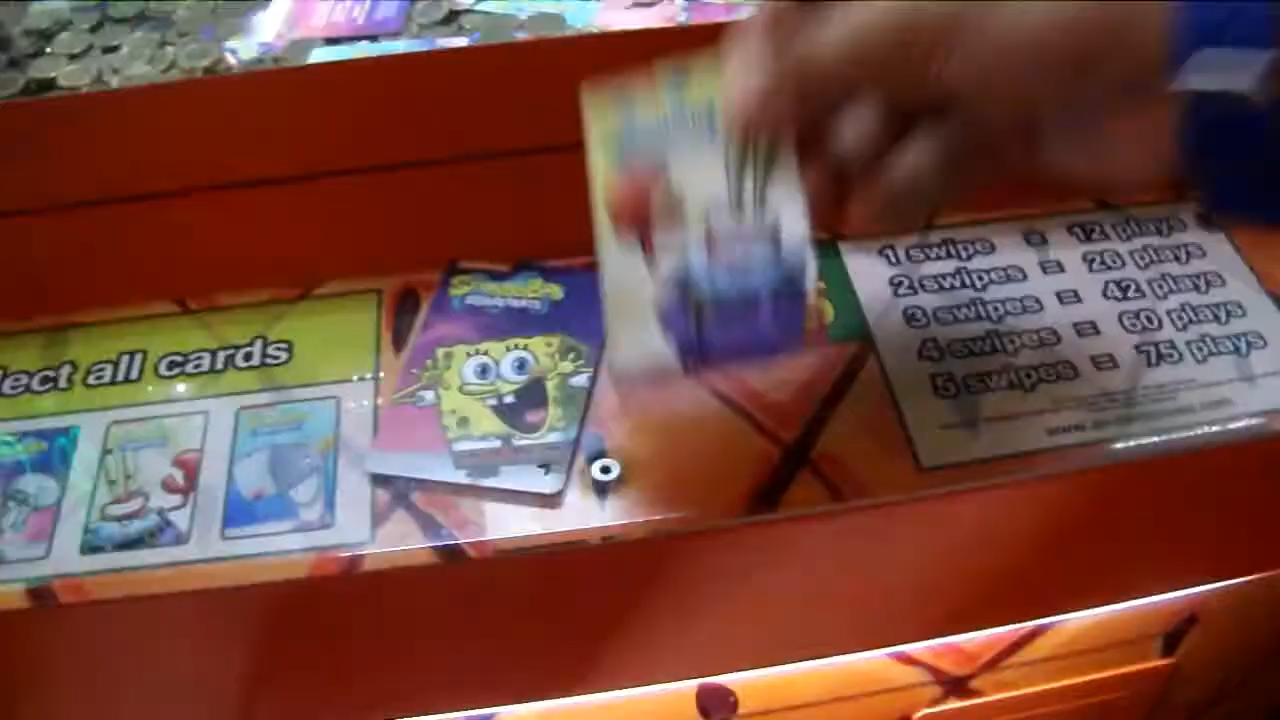 lect all cards
1 swipe = 12 plays
2 swipes = 26 plays
3 swipes = 42 plays
4 swipes = 60 plays
5 swipes = 75 plays